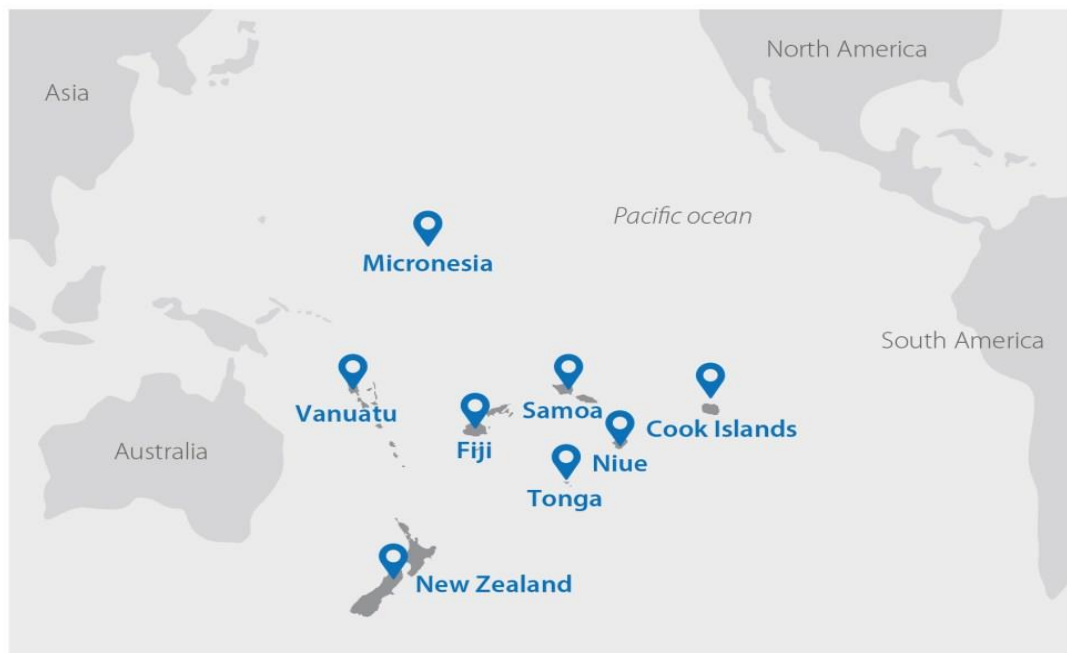 North America
Asia
Pacific ocean
Micronesia
South America
Vanuatu
Samoa
Cook Islands
Fiji
Niue
Australia
Tonga
New Zealand